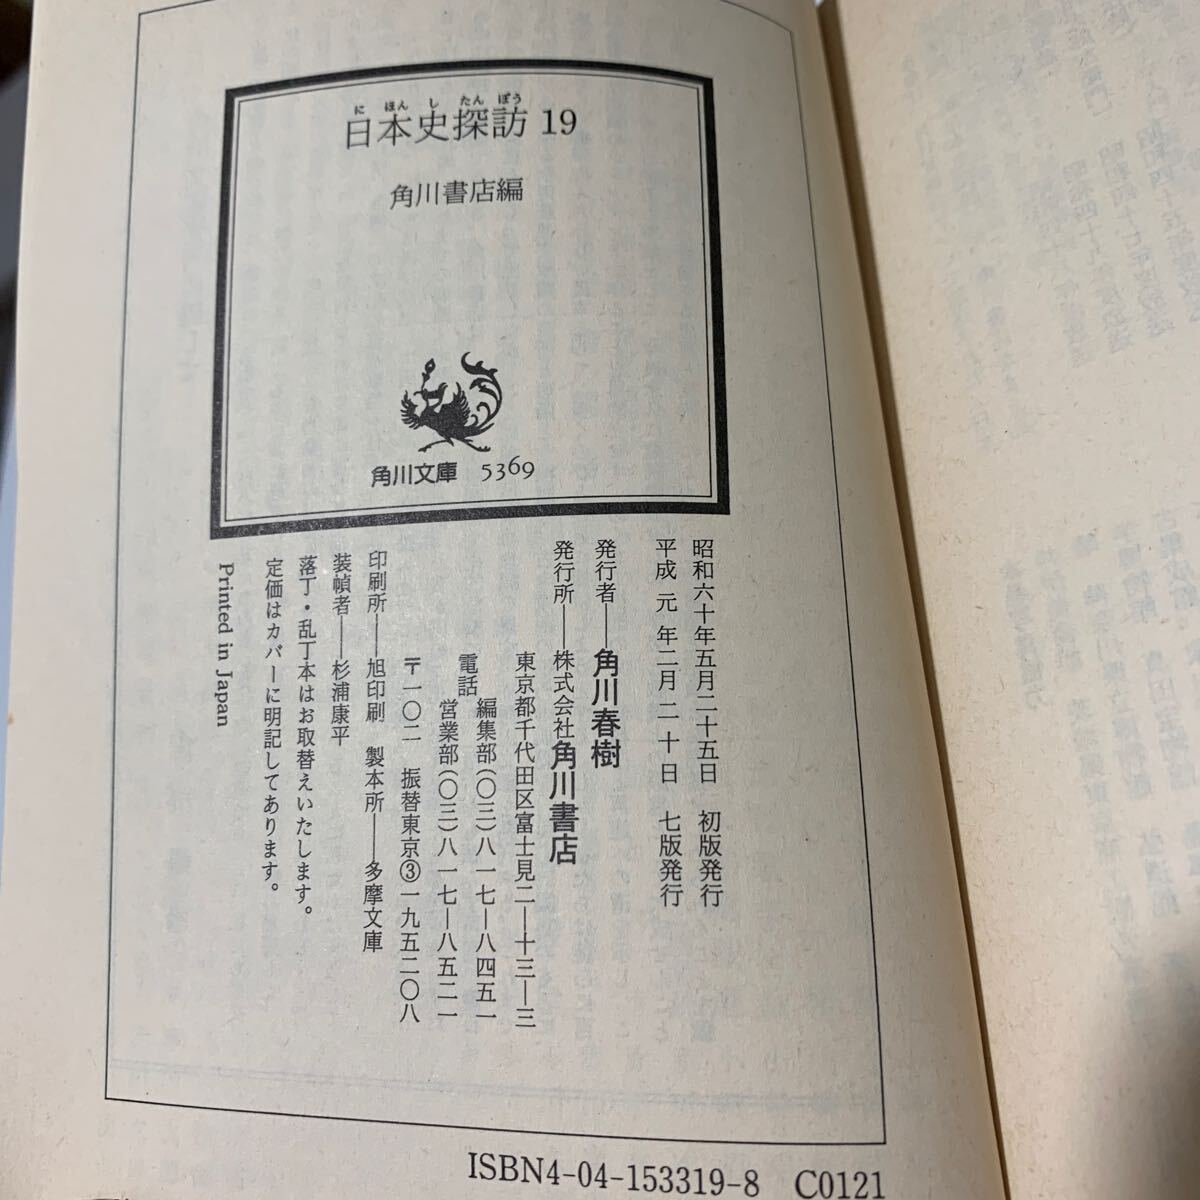 にほんしたんぼう
日本史探訪 19
角川書店編
角川文庫 5369
昭和六十年五月二十五日 初版発行
平成元年二月二十日 七版発行
発行者――角川春樹
発行所――株式会社角川書店
東京都千代田区富士見二―十三―三
電話 編集部(〇三)八一七―八四五一
営業部(〇三)八一七―八五二一
〒一〇二 振替東京③一九五二〇八
印刷所――旭印刷 製本所――多摩文庫
装幀者――杉浦康平
落丁・乱丁本はお取替えいたします。
定価はカバーに明記してあります。
Printed in Japan
ISBN4-04-153319-8 C0121